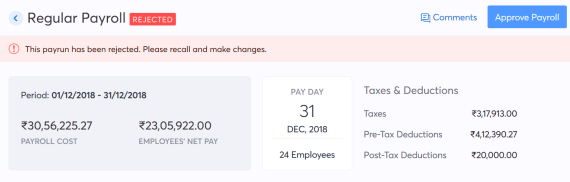 Regular Payroll REJECTED
Comments
Approve Payroll
This payrun has been rejected. Please recall and make changes.
Period: 01/12/2018 - 31/12/2018
₹30,56,225.27
PAYROLL COST
₹23,05,922.00
EMPLOYEES' NET PAY
PAY DAY
31
DEC, 2018
24 Employees
Taxes & Deductions
Taxes ₹3,17,913.00
Pre-Tax Deductions ₹4,12,390.27
Post-Tax Deductions ₹20,000.00